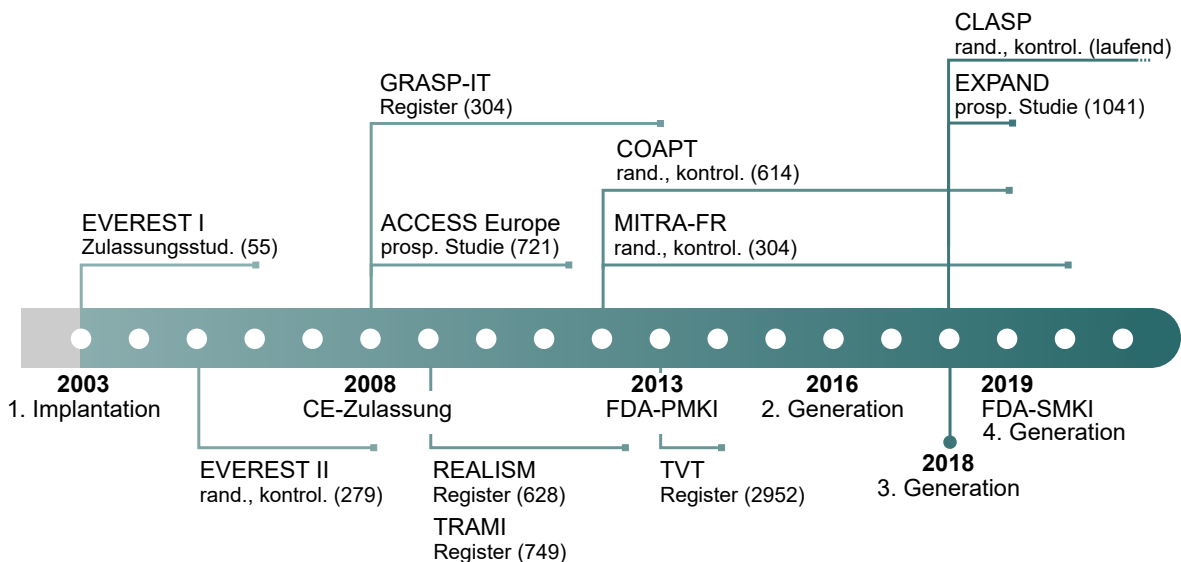 CLASP
rand., kontrol. (laufend)
GRASP-IT
Register (304)
EXPAND
prosp. Studie (1041)
COAPT
rand., kontrol. (614)
EVEREST I
Zulassungsstud. (55)
ACCESS Europe
prosp. Studie (721)
MITRA-FR
rand., kontrol. (304)
2003
1. Implantation
2008
CE-Zulassung
2013
FDA-PMKI
2016
2. Generation
2019
FDA-SMKI
4. Generation
2018
3. Generation
EVEREST II
rand., kontrol. (279)
REALISM
Register (628)
TRAMI
Register (749)
TVT
Register (2952)